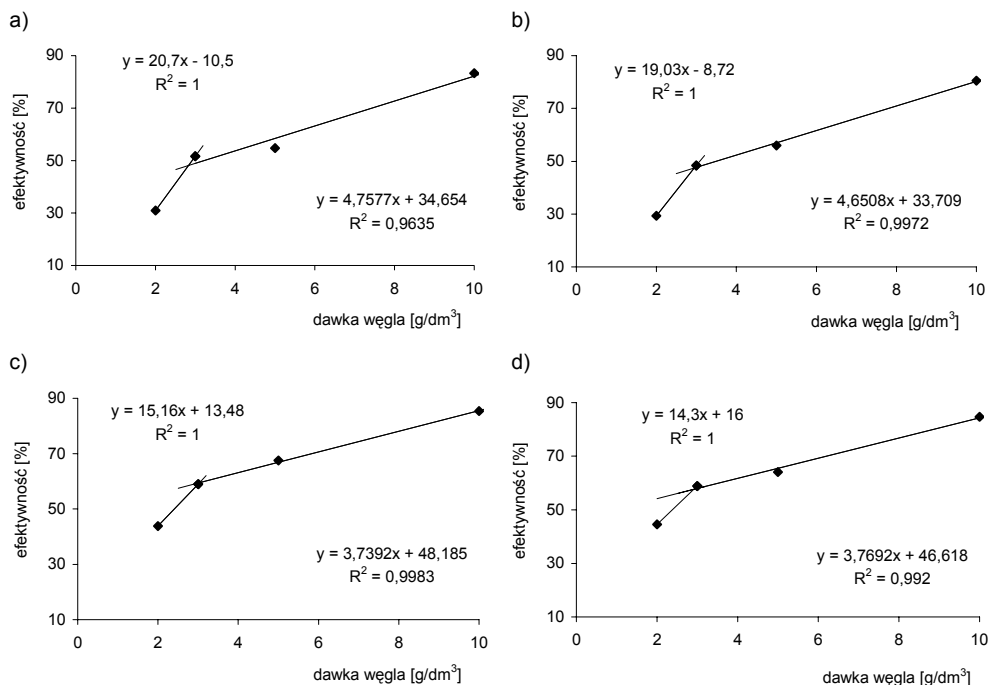 a)
90
70
50
30
10
0
2
4
6
8
10
efektywność [%]
dawka węgla [g/dm³]
y = 20,7x - 10,5
R² = 1
y = 4,7577x + 34,654
R² = 0,9635
b)
90
70
50
30
10
0
2
4
6
8
10
efektywność [%]
dawka węgla [g/dm³]
y = 19,03x - 8,72
R² = 1
y = 4,6508x + 33,709
R² = 0,9972
c)
90
70
50
30
10
0
2
4
6
8
10
efektywność [%]
dawka węgla [g/dm³]
y = 15,16x + 13,48
R² = 1
y = 3,7392x + 48,185
R² = 0,9983
d)
90
70
50
30
10
0
2
4
6
8
10
efektywność [%]
dawka węgla [g/dm³]
y = 14,3x + 16
R² = 1
y = 3,7692x + 46,618
R² = 0,992